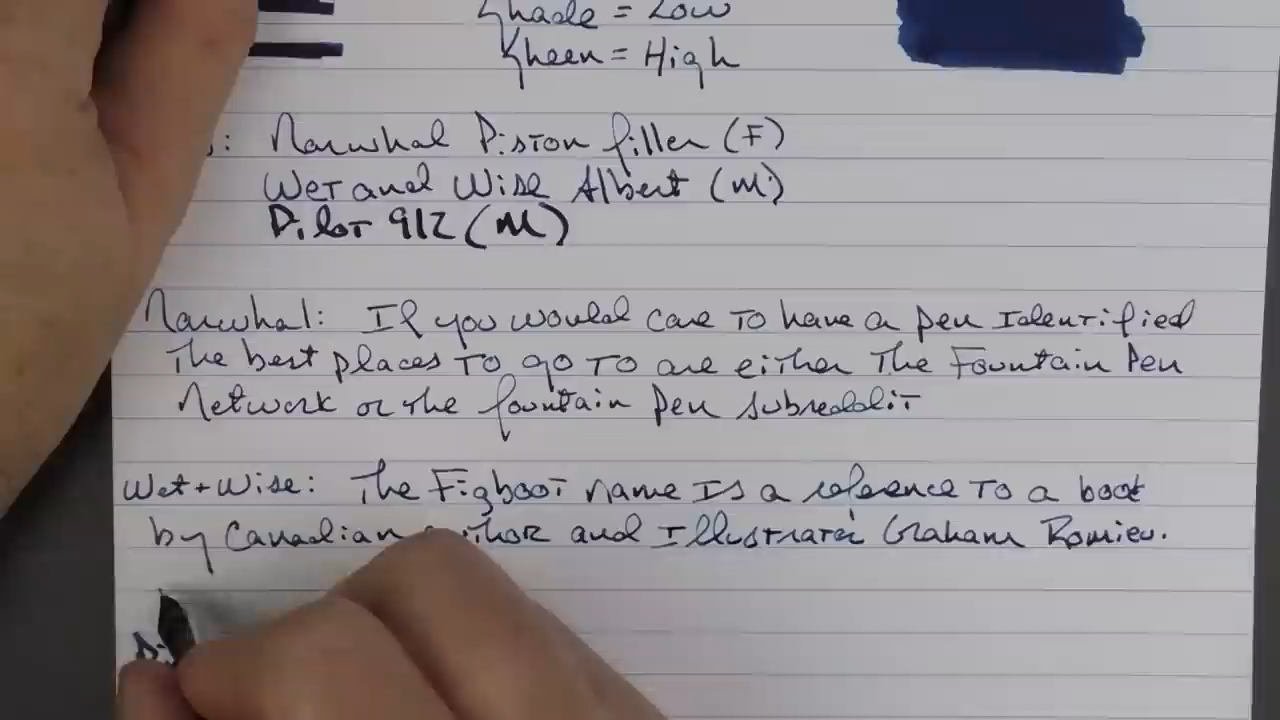 Shade = Low
Sheen = High
: Narwhal Piston filler (F)
Wet and Wise Albert (M)
Pilot 912 (M)
Narwhal: If you would care to have a pen Identified
The best places To go To are either The Fountain Pen
Network or The fountain Pen subreddit
Wet + Wise: The Figboot name Is a reference To a book
by Canadian and Illustrator Graham Romieu.
Pi